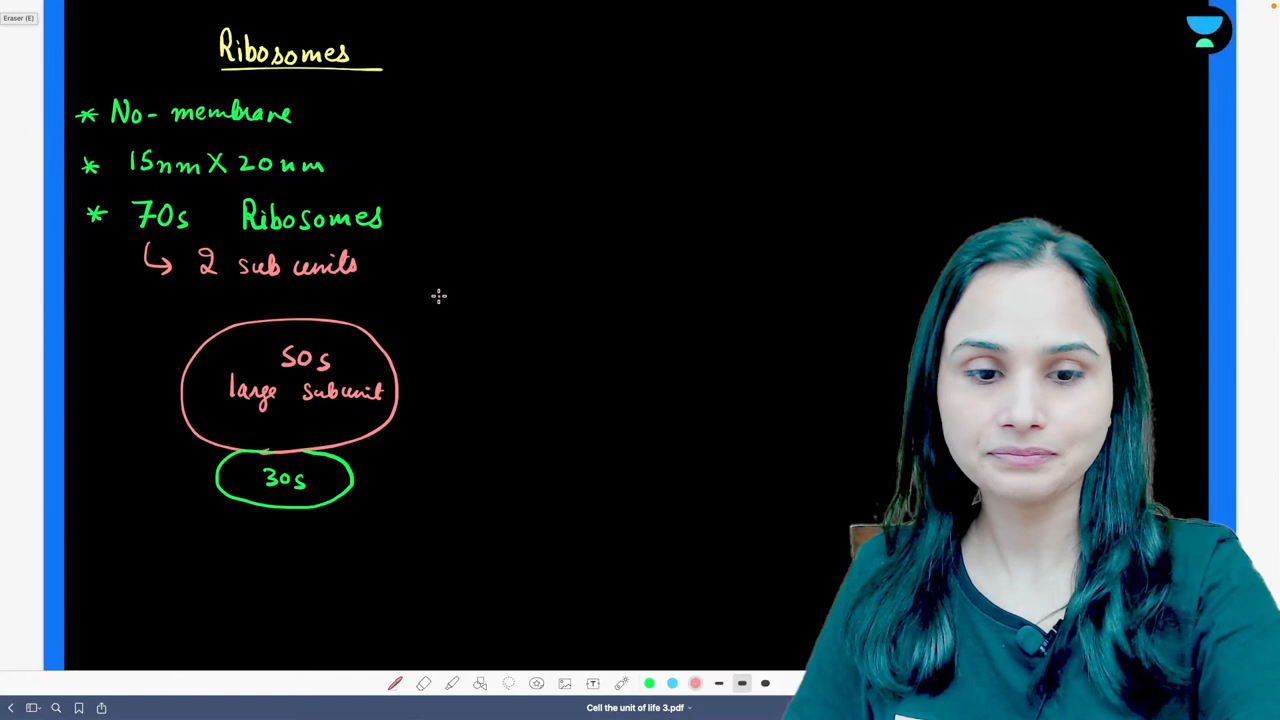 Eraser (E)
Ribosomes
* No-membrane
* 15nm X 20nm
* 70s Ribosomes
↳ 2 sub units
50s
large subunit
30s
Cell the unit of life 3.pdf